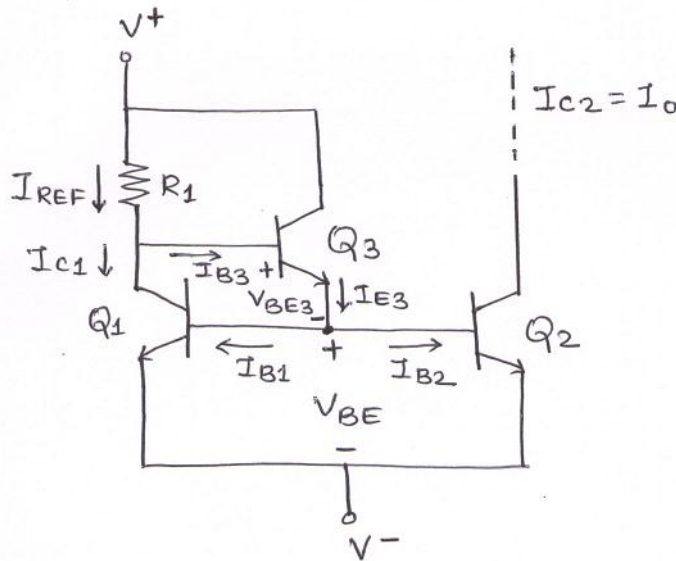 V+
IC2 = Io
IREF
R1
IC1
IB3
+
Q3
VBE3
-
IE3
Q1
IB1
+
IB2
Q2
VBE
-
V-